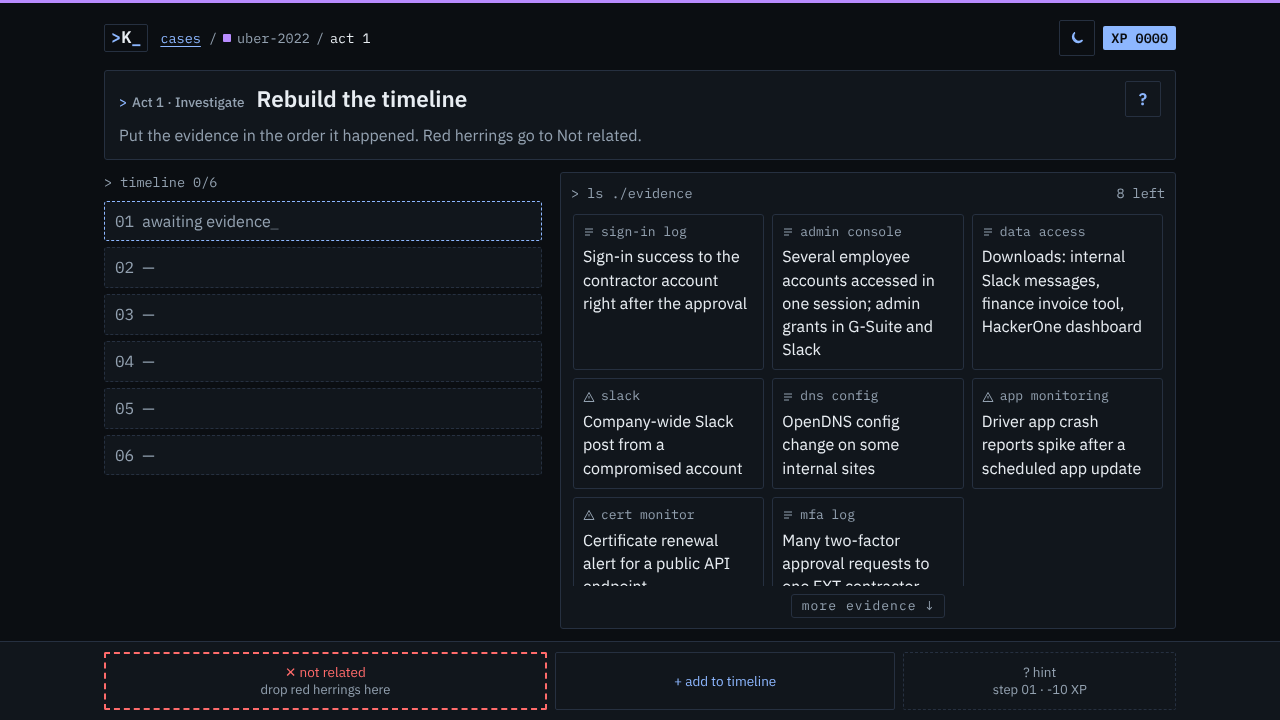 >K_ cases / uber-2022 / act 1
XP 0000
> Act 1 · Investigate Rebuild the timeline
?
Put the evidence in the order it happened. Red herrings go to Not related.
> timeline 0/6
01 awaiting evidence_
02 —
03 —
04 —
05 —
06 —
> ls ./evidence
8 left
sign-in log
Sign-in success to the
contractor account
right after the approval
admin console
Several employee
accounts accessed in
one session; admin
grants in G-Suite and
Slack
data access
Downloads: internal
Slack messages,
finance invoice tool,
HackerOne dashboard
slack
Company-wide Slack
post from a
compromised account
dns config
OpenDNS config
change on some
internal sites
app monitoring
Driver app crash
reports spike after a
scheduled app update
cert monitor
Certificate renewal
alert for a public API
endpoint
mfa log
Many two-factor
approval requests to
one EXT contractor
more evidence ↓
✕ not related
drop red herrings here
+ add to timeline
? hint
step 01 · -10 XP